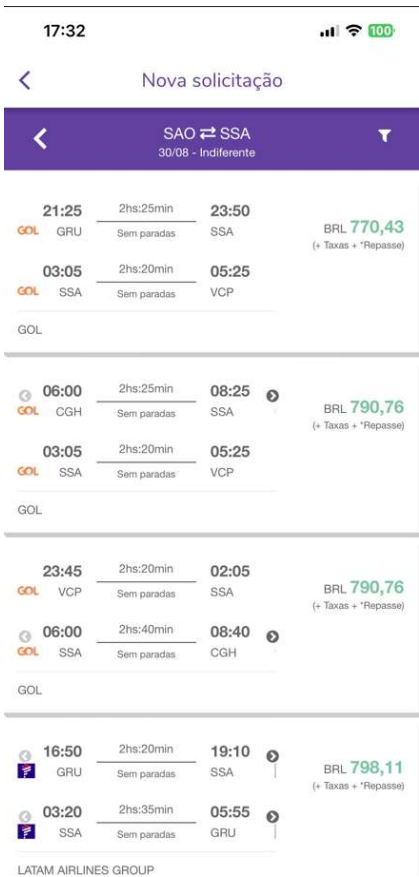 17:32 100
Nova solicitação
SAO ⇄ SSA
30/08 - Indiferente
21:25 2hs:25min 23:50
GOL GRU Sem paradas SSA
BRL 770,43
(+ Taxas + *Repasse)
03:05 2hs:20min 05:25
GOL SSA Sem paradas VCP
GOL
06:00 2hs:25min 08:25
GOL CGH Sem paradas SSA
BRL 790,76
(+ Taxas + *Repasse)
03:05 2hs:20min 05:25
GOL SSA Sem paradas VCP
GOL
23:45 2hs:20min 02:05
GOL VCP Sem paradas SSA
BRL 790,76
(+ Taxas + *Repasse)
06:00 2hs:40min 08:40
GOL SSA Sem paradas CGH
GOL
16:50 2hs:20min 19:10
GRU Sem paradas SSA
BRL 798,11
(+ Taxas + *Repasse)
03:20 2hs:35min 05:55
SSA Sem paradas GRU
LATAM AIRLINES GROUP